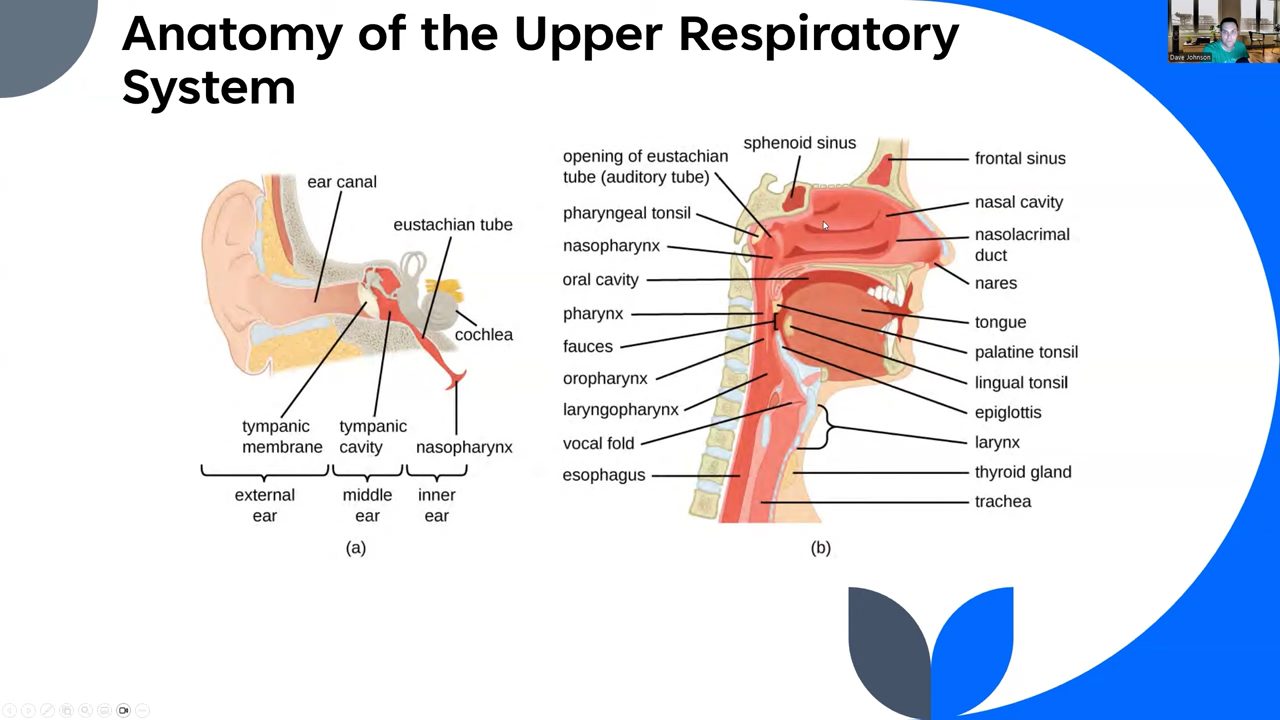 Anatomy of the Upper Respiratory
System
Dave Johnson
ear canal
eustachian tube
cochlea
tympanic
membrane
tympanic
cavity
nasopharynx
external
ear
middle
ear
inner
ear
(a)
sphenoid sinus
opening of eustachian
tube (auditory tube)
pharyngeal tonsil
nasopharynx
oral cavity
pharynx
fauces
oropharynx
laryngopharynx
vocal fold
esophagus
frontal sinus
nasal cavity
nasolacrimal
duct
nares
tongue
palatine tonsil
lingual tonsil
epiglottis
larynx
thyroid gland
trachea
(b)